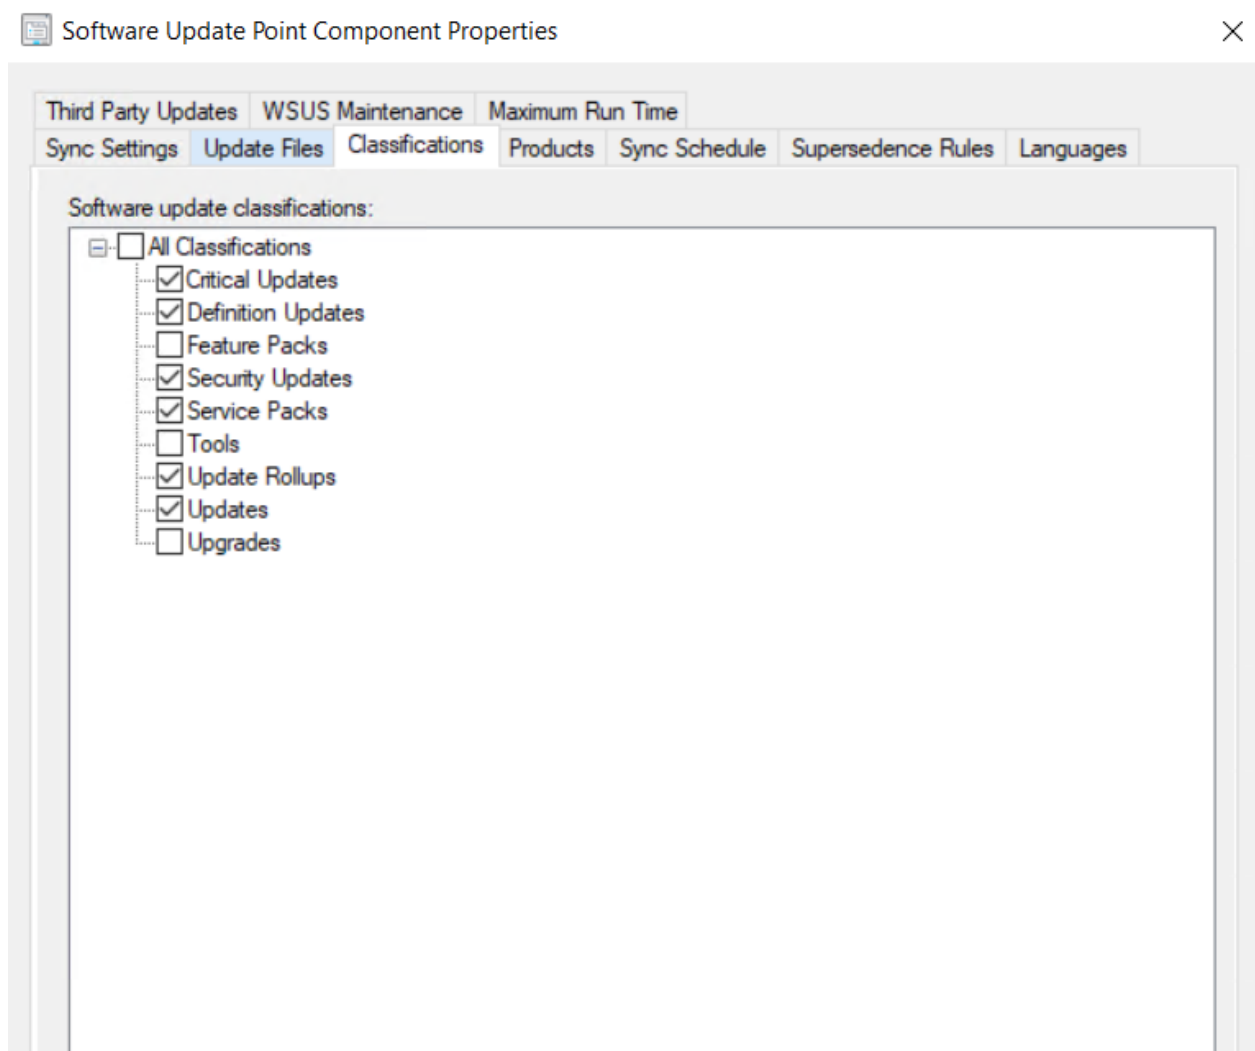 Software Update Point Component Properties
Third Party Updates WSUS Maintenance Maximum Run Time
Sync Settings Update Files Classifications Products Sync Schedule Supersedence Rules Languages
Software update classifications:
All Classifications
Critical Updates
Definition Updates
Feature Packs
Security Updates
Service Packs
Tools
Update Rollups
Updates
Upgrades